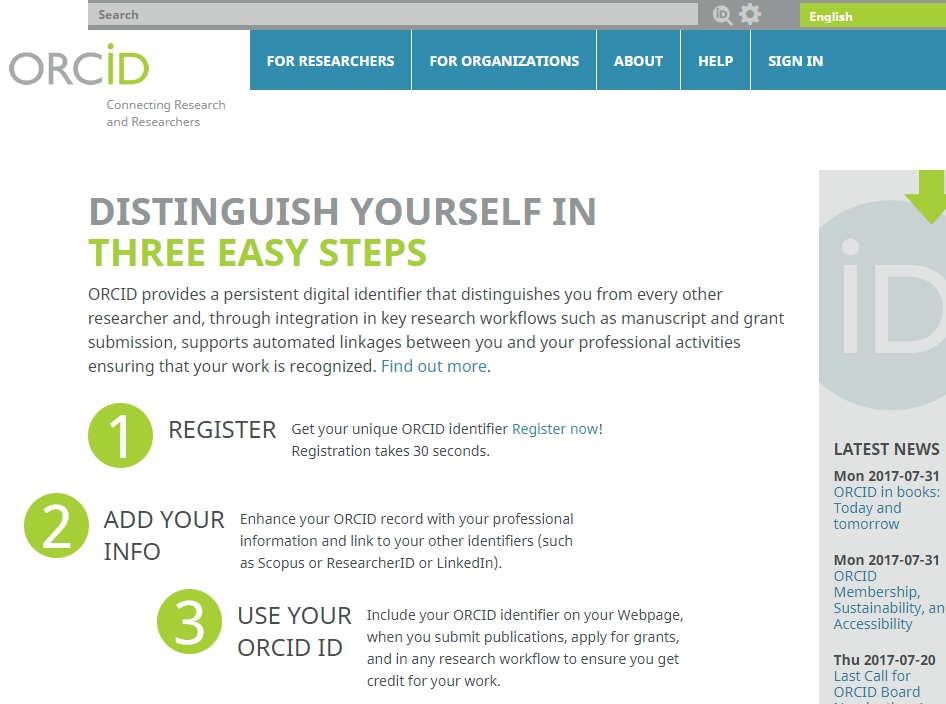 Search
iD
English
ORCiD
Connecting Research
and Researchers
FOR RESEARCHERS
FOR ORGANIZATIONS
ABOUT
HELP
SIGN IN
DISTINGUISH YOURSELF IN
THREE EASY STEPS
ORCID provides a persistent digital identifier that distinguishes you from every other
researcher and, through integration in key research workflows such as manuscript and grant
submission, supports automated linkages between you and your professional activities
ensuring that your work is recognized. Find out more.
1
REGISTER
Get your unique ORCID identifier Register now!
Registration takes 30 seconds.
2
ADD YOUR
INFO
Enhance your ORCID record with your professional
information and link to your other identifiers (such
as Scopus or ResearcherID or LinkedIn).
3
USE YOUR
ORCID ID
Include your ORCID identifier on your Webpage,
when you submit publications, apply for grants,
and in any research workflow to ensure you get
credit for your work.
iD
LATEST NEWS
Mon 2017-07-31
ORCID in books:
Today and
tomorrow
Mon 2017-07-31
ORCID
Membership,
Sustainability, an
Accessibility
Thu 2017-07-20
Last Call for
ORCID Board